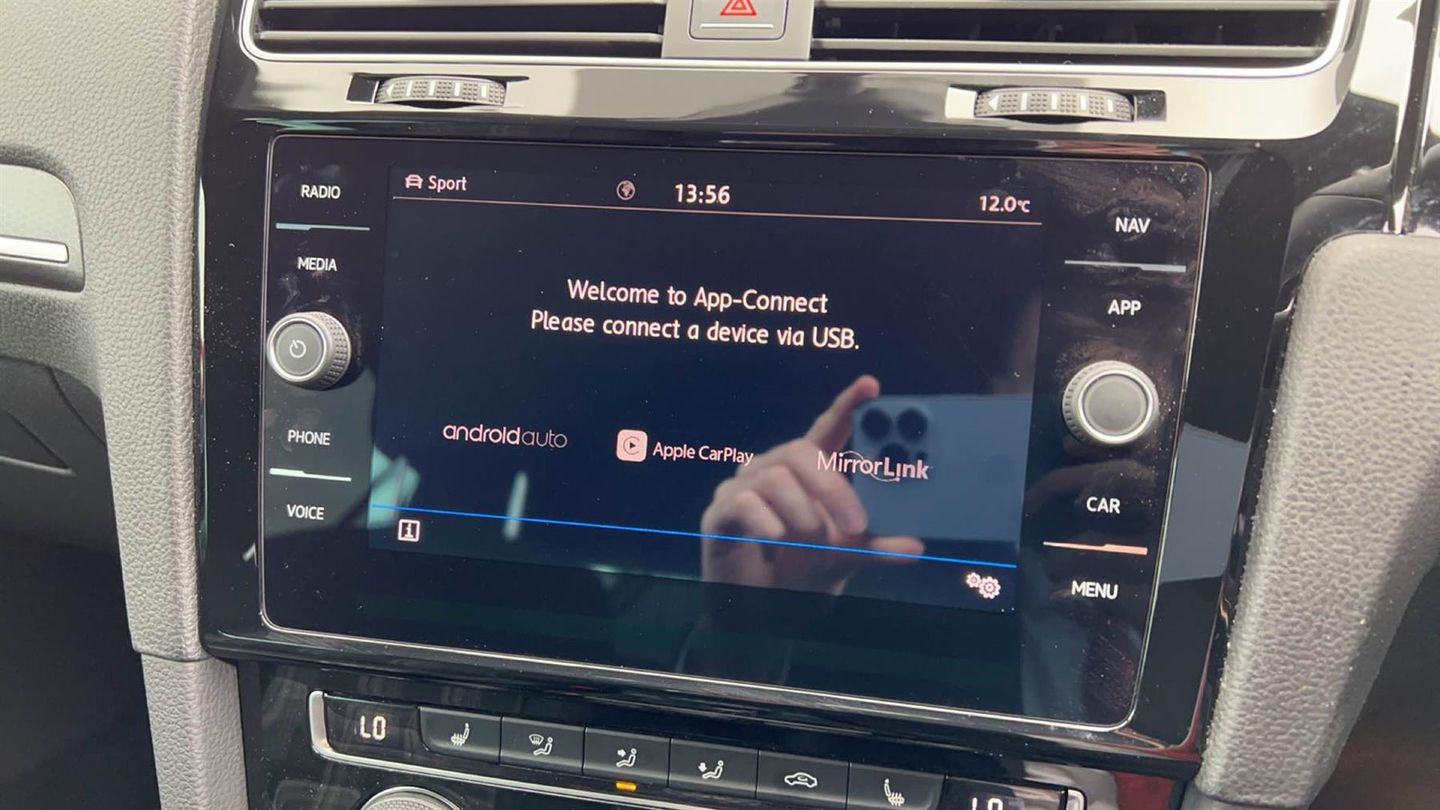 RADIO
MEDIA
PHONE
VOICE
Sport
13:56
12.0°C
Welcome to App-Connect
Please connect a device via USB.
androidauto
Apple CarPlay
MirrorLink
i
NAV
APP
CAR
MENU
LO
LO